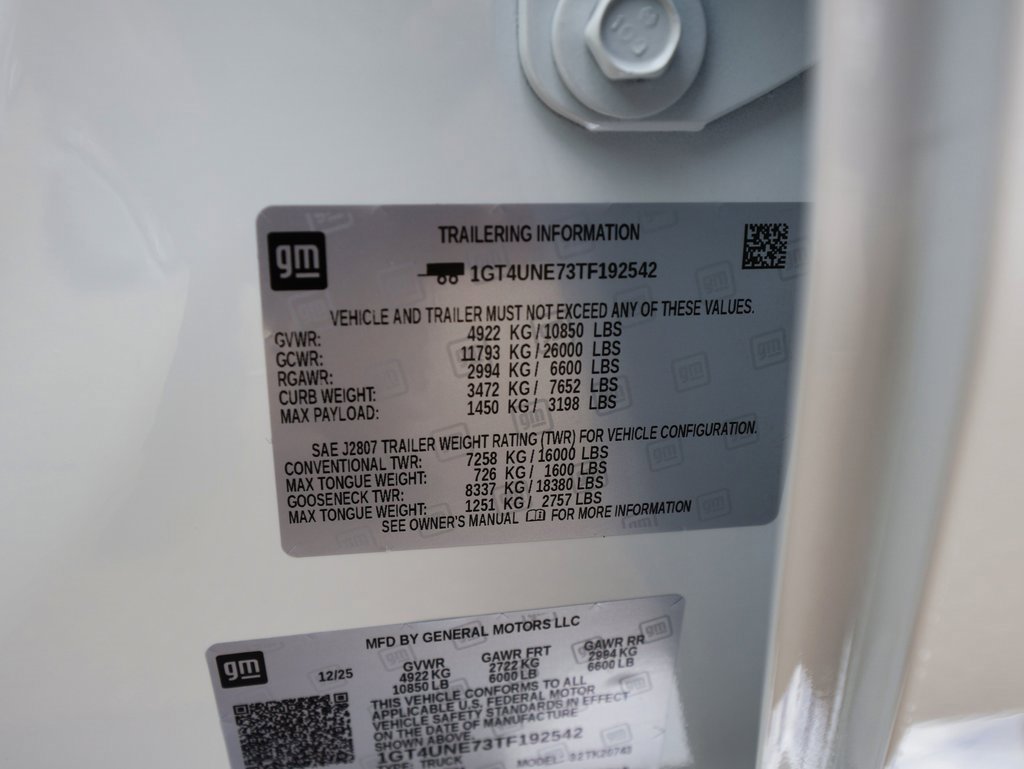 gm
TRAILERING INFORMATION
1GT4UNE73TF192542
VEHICLE AND TRAILER MUST NOT EXCEED ANY OF THESE VALUES.
GVWR: 4922 KG / 10850 LBS
GCWR: 11793 KG / 26000 LBS
RGAWR: 2994 KG / 6600 LBS
CURB WEIGHT: 3472 KG / 7652 LBS
MAX PAYLOAD: 1450 KG / 3198 LBS
SAE J2807 TRAILER WEIGHT RATING (TWR) FOR VEHICLE CONFIGURATION.
CONVENTIONAL TWR: 7258 KG / 16000 LBS
MAX TONGUE WEIGHT: 726 KG / 1600 LBS
GOOSENECK TWR: 8337 KG / 18380 LBS
MAX TONGUE WEIGHT: 1251 KG / 2757 LBS
SEE OWNER'S MANUAL FOR MORE INFORMATION
gm
MFD BY GENERAL MOTORS LLC
12/25 GVWR GAWR FRT GAWR RR
4922 KG 2722 KG 2994 KG
10850 LB 6000 LB 6600 LB
THIS VEHICLE CONFORMS TO ALL
APPLICABLE U.S. FEDERAL MOTOR
VEHICLE SAFETY STANDARDS IN EFFECT
ON THE DATE OF MANUFACTURE
SHOWN ABOVE.
1GT4UNE73TF192542
TYPE: TRUCK MODEL: